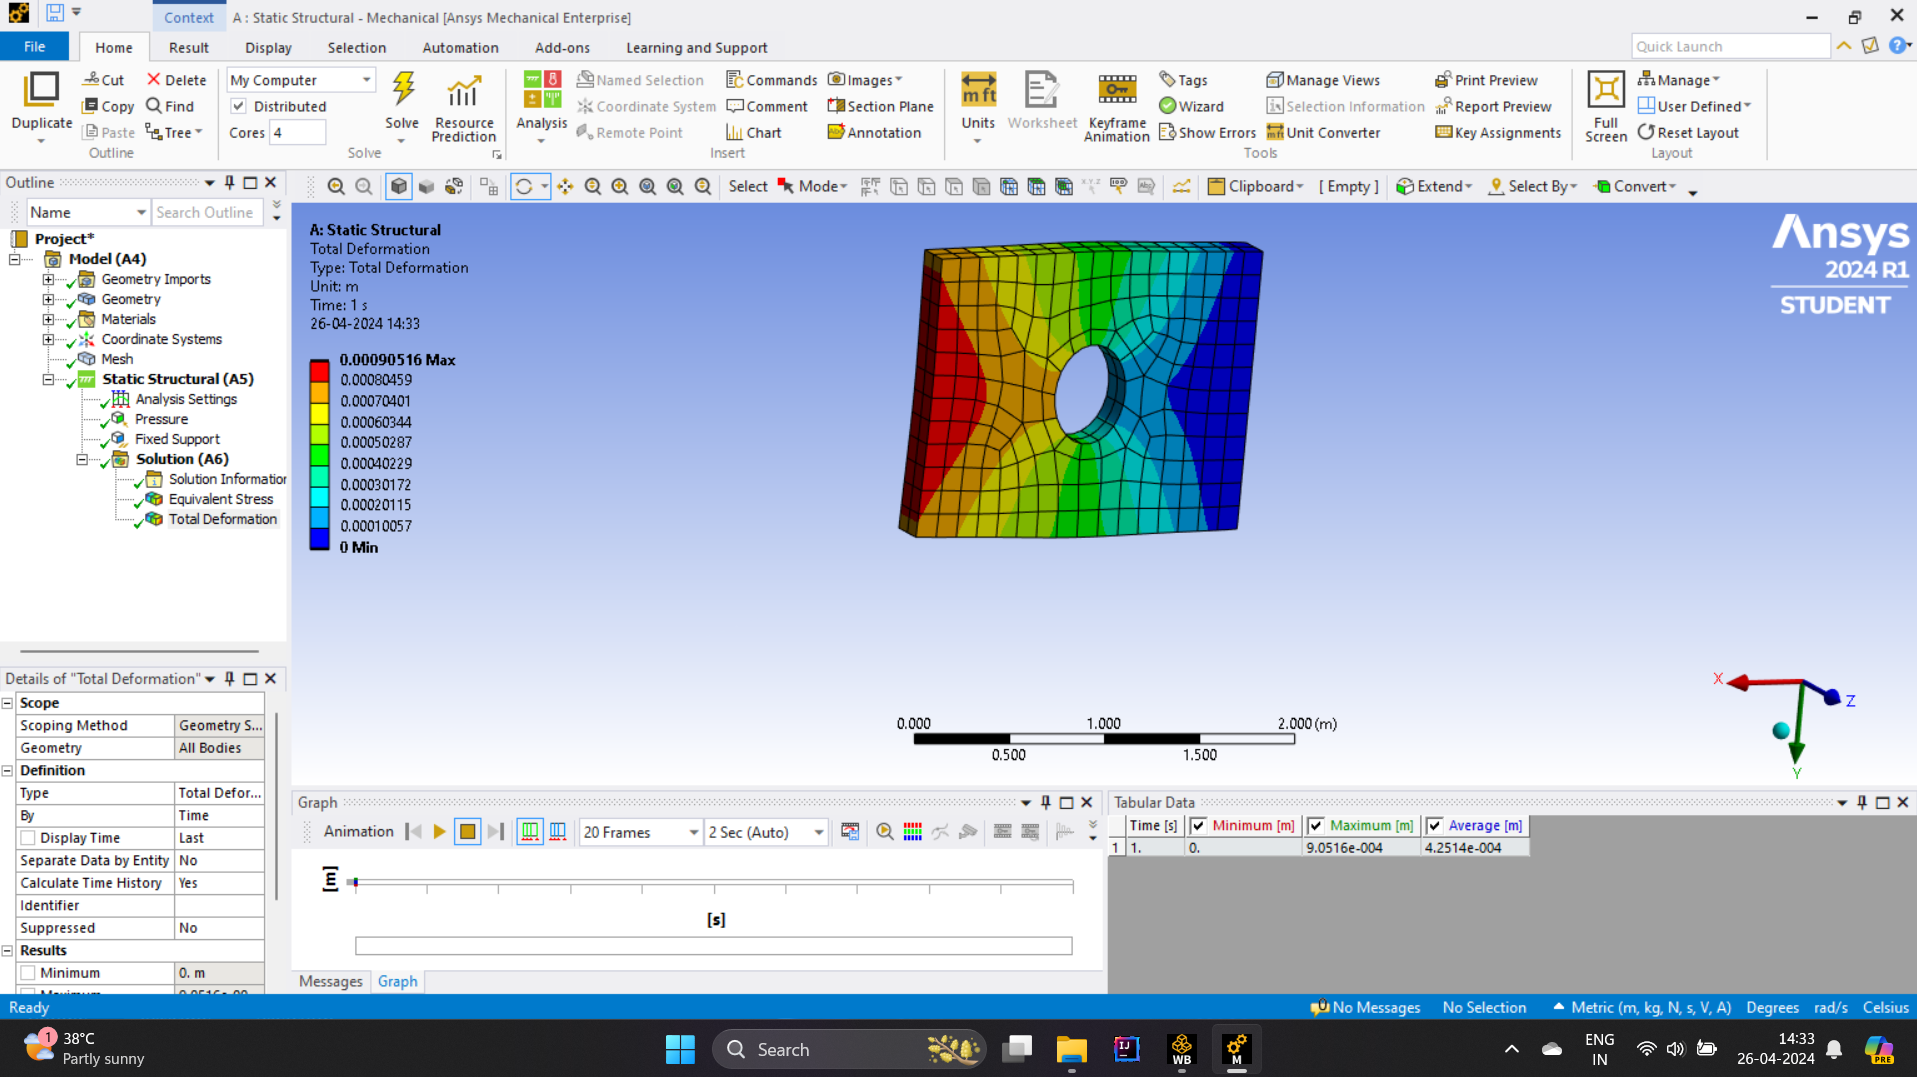 Context
A : Static Structural - Mechanical [Ansys Mechanical Enterprise]
File
Home
Result
Display
Selection
Automation
Add-ons
Learning and Support
Quick Launch
Duplicate
Cut
Delete
Copy
Find
Paste
Tree
Outline
My Computer
Distributed
Cores 4
Solve
Resource
Prediction
Solve
Analysis
Named Selection
Coordinate System
Remote Point
Commands
Comment
Chart
Images
Section Plane
Annotation
Insert
m ft
Units
Worksheet
Keyframe
Animation
Tags
Wizard
Show Errors
Manage Views
Selection Information
Unit Converter
Print Preview
Report Preview
Key Assignments
Tools
Full
Screen
Manage
User Defined
Reset Layout
Layout
Outline
Name
Search Outline
Select
Mode
Clipboard
[ Empty ]
Extend
Select By
Convert
Project*
Model (A4)
Geometry Imports
Geometry
Materials
Coordinate Systems
Mesh
Static Structural (A5)
Analysis Settings
Pressure
Fixed Support
Solution (A6)
Solution Information
Equivalent Stress
Total Deformation
A: Static Structural
Total Deformation
Type: Total Deformation
Unit: m
Time: 1 s
26-04-2024 14:33
0.00090516 Max
0.00080459
0.00070401
0.00060344
0.00050287
0.00040229
0.00030172
0.00020115
0.00010057
0 Min
Ansys
2024 R1
STUDENT
0.000
1.000
2.000 (m)
0.500
1.500
X
Z
Y
Details of "Total Deformation"
Scope
Scoping Method Geometry S...
Geometry All Bodies
Definition
Type Total Defor...
By Time
Display Time Last
Separate Data by Entity No
Calculate Time History Yes
Identifier
Suppressed No
Results
Minimum 0. m
Graph
Animation
20 Frames
2 Sec (Auto)
[m]
[s]
Messages
Graph
Tabular Data
Time [s] Minimum [m] Maximum [m] Average [m]
1 1. 0. 9.0516e-004 4.2514e-004
Ready
No Messages
No Selection
Metric (m, kg, N, s, V, A)
Degrees
rad/s
Celsius
1
38°C
Partly sunny
Search
IJ
WB
M
ENG
IN
14:33
26-04-2024
PRE